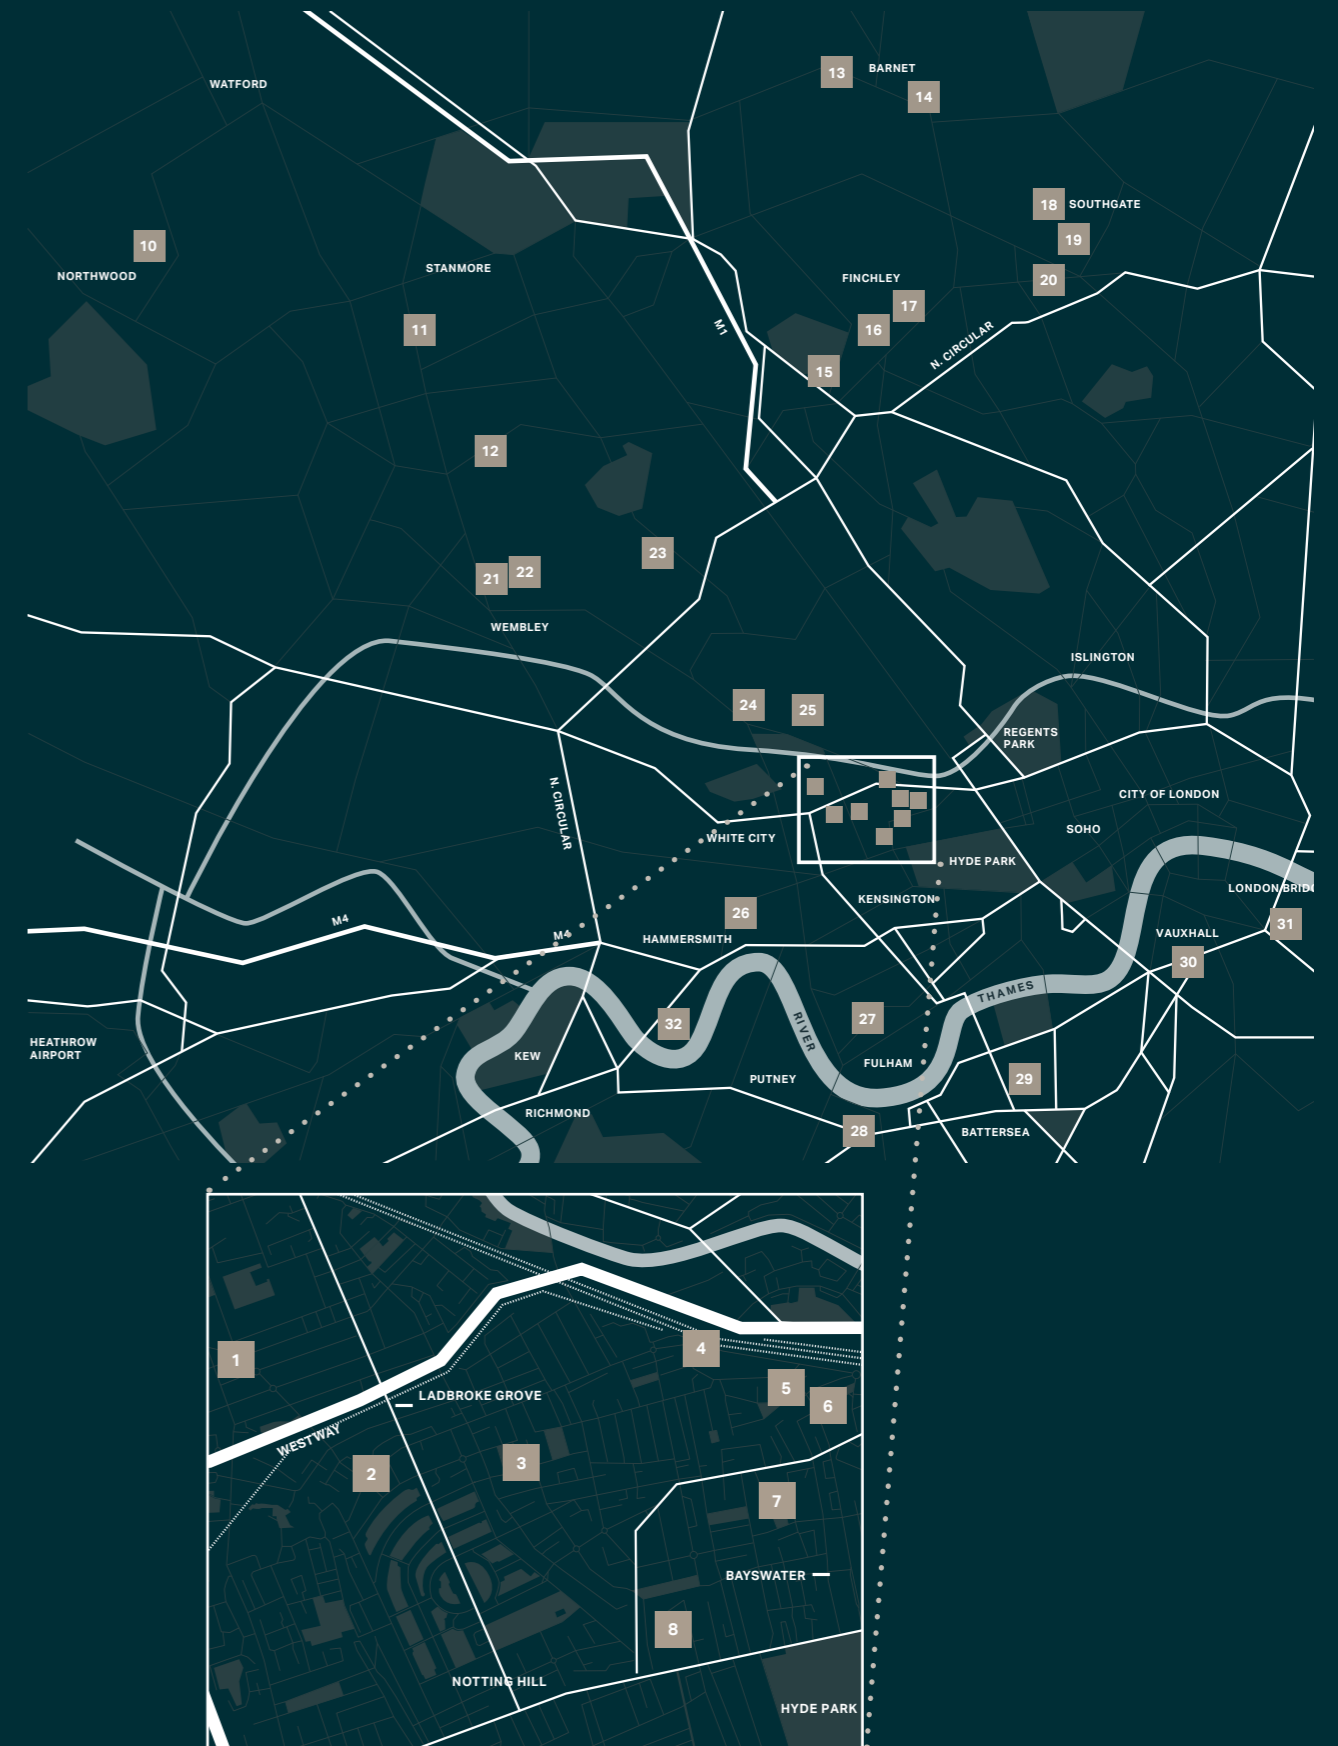 WATFORD
13
BARNET
14
18
SOUTHGATE
19
10
NORTHWOOD
STANMORE
FINCHLEY
20
17
11
M1
16
N. CIRCULAR
15
12
23
21
22
WEMBLEY
ISLINGTON
24
25
REGENTS
PARK
CITY OF LONDON
N. CIRCULAR
WHITE CITY
SOHO
HYDE PARK
LONDON BRID
KENSINGTON
26
M4
M4
HAMMERSMITH
31
VAUXHALL
30
THAMES
32
RIVER
27
HEATHROW
AIRPORT
KEW
FULHAM
PUTNEY
29
RICHMOND
28
BATTERSEA
1
4
LADBROKE GROVE
5
6
WESTWAY
2
3
7
BAYSWATER
8
NOTTING HILL
HYDE PARK